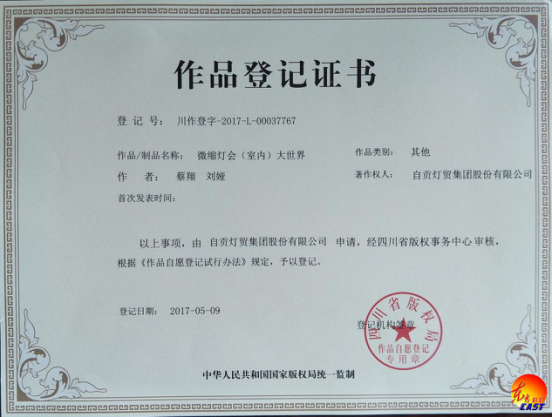 作品登记证书
登 记 号： 川作登字-2017-L-00037767
作品/制品名称： 微缩灯会（室内）大世界 作品类别： 其他
作 者： 蔡翔 刘娅 著作权人： 自贡灯贸集团股份有限公司
首次发表时间：
以上事项，由 自贡灯贸集团股份有限公司 申请，经四川省版权事务中心审核，
根据《作品自愿登记试行办法》规定，予以登记。
登记日期： 2017-05-09
登记机构签章
四川省版权局
作品自愿登记
专用章
中华人民共和国国家版权局统一监制
EAST